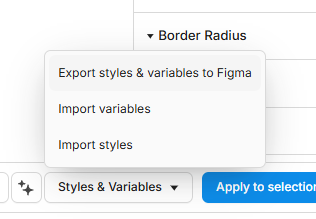 Border Radius
Export styles & variables to Figma
Import variables
Import styles
Styles & Variables
Apply to selection